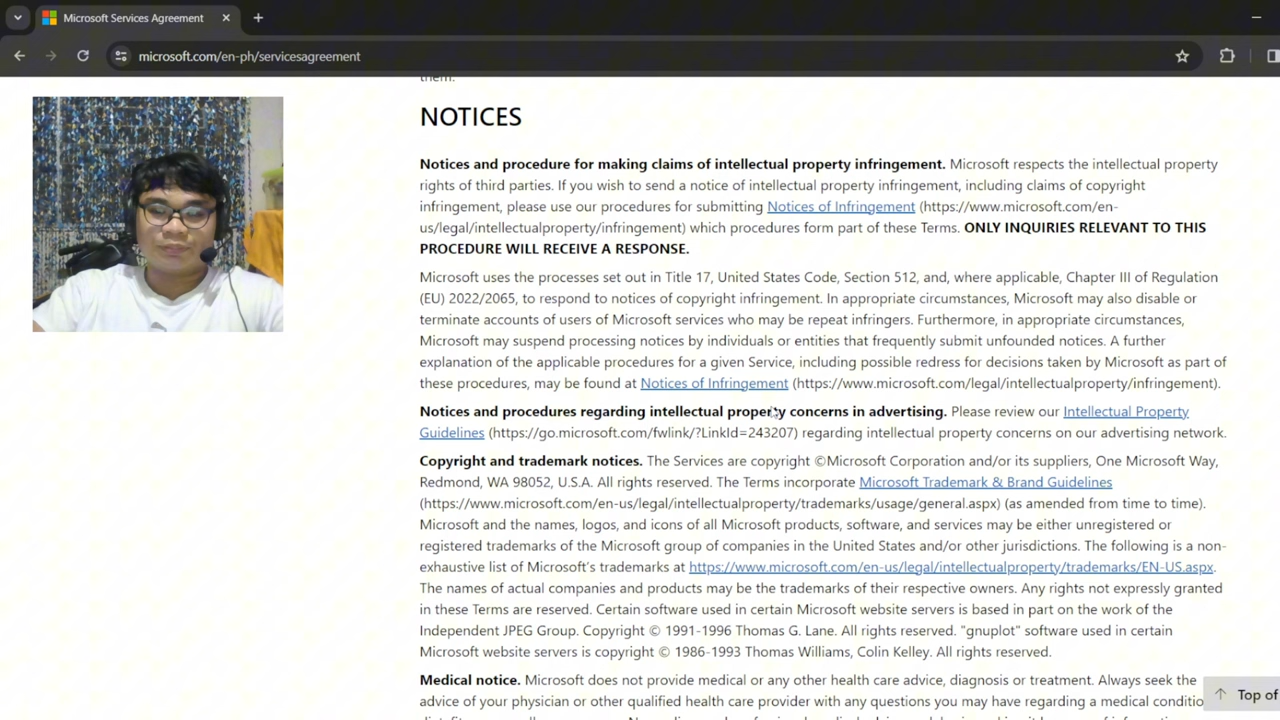 Microsoft Services Agreement
microsoft.com/en-ph/servicesagreement
them.
NOTICES
Notices and procedure for making claims of intellectual property infringement. Microsoft respects the intellectual property
rights of third parties. If you wish to send a notice of intellectual property infringement, including claims of copyright
infringement, please use our procedures for submitting Notices of Infringement (https://www.microsoft.com/en-
us/legal/intellectualproperty/infringement) which procedures form part of these Terms. ONLY INQUIRIES RELEVANT TO THIS
PROCEDURE WILL RECEIVE A RESPONSE.
Microsoft uses the processes set out in Title 17, United States Code, Section 512, and, where applicable, Chapter III of Regulation
(EU) 2022/2065, to respond to notices of copyright infringement. In appropriate circumstances, Microsoft may also disable or
terminate accounts of users of Microsoft services who may be repeat infringers. Furthermore, in appropriate circumstances,
Microsoft may suspend processing notices by individuals or entities that frequently submit unfounded notices. A further
explanation of the applicable procedures for a given Service, including possible redress for decisions taken by Microsoft as part of
these procedures, may be found at Notices of Infringement (https://www.microsoft.com/legal/intellectualproperty/infringement).
Notices and procedures regarding intellectual property concerns in advertising. Please review our Intellectual Property
Guidelines (https://go.microsoft.com/fwlink/?LinkId=243207) regarding intellectual property concerns on our advertising network.
Copyright and trademark notices. The Services are copyright ©Microsoft Corporation and/or its suppliers, One Microsoft Way,
Redmond, WA 98052, U.S.A. All rights reserved. The Terms incorporate Microsoft Trademark & Brand Guidelines
(https://www.microsoft.com/en-us/legal/intellectualproperty/trademarks/usage/general.aspx) (as amended from time to time).
Microsoft and the names, logos, and icons of all Microsoft products, software, and services may be either unregistered or
registered trademarks of the Microsoft group of companies in the United States and/or other jurisdictions. The following is a non-
exhaustive list of Microsoft's trademarks at https://www.microsoft.com/en-us/legal/intellectualproperty/trademarks/EN-US.aspx.
The names of actual companies and products may be the trademarks of their respective owners. Any rights not expressly granted
in these Terms are reserved. Certain software used in certain Microsoft website servers is based in part on the work of the
Independent JPEG Group. Copyright © 1991-1996 Thomas G. Lane. All rights reserved. "gnuplot" software used in certain
Microsoft website servers is copyright © 1986-1993 Thomas Williams, Colin Kelley. All rights reserved.
Medical notice. Microsoft does not provide medical or any other health care advice, diagnosis or treatment. Always seek the
advice of your physician or other qualified health care provider with any questions you may have regarding a medical conditio
Top of